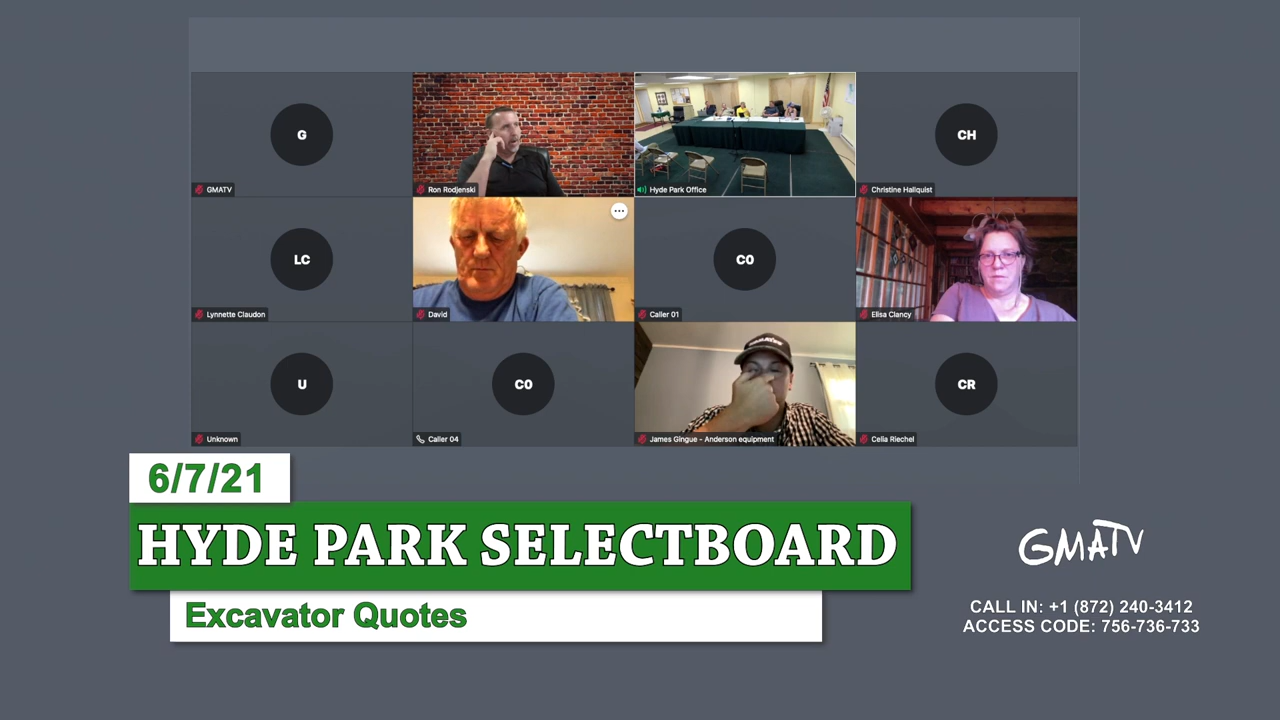 G
GMATV
Ron Rodjenski
Hyde Park Office
CH
Christine Hallquist
LC
Lynnette Claudon
David
C0
Caller 01
Elisa Clancy
U
Unknown
C0
Caller 04
James Gingue - Anderson equipment
CR
Celia Riechel
6/7/21
HYDE PARK SELECTBOARD
Excavator Quotes
GMATV
CALL IN: +1 (872) 240-3412
ACCESS CODE: 756-736-733